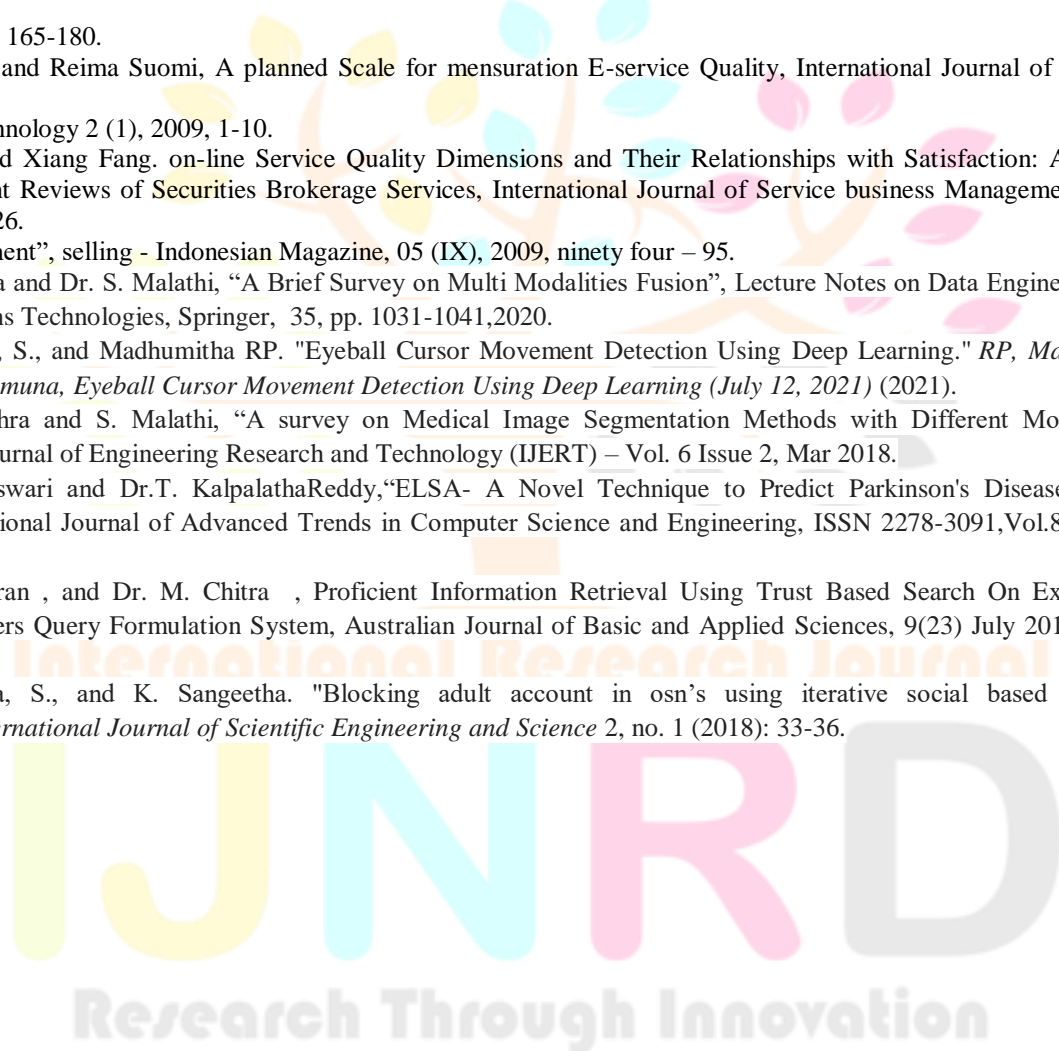 165-180.
and Reima Suomi, A planned Scale for mensuration E-service Quality, International Journal of
hnology 2 (1), 2009, 1-10.
d Xiang Fang. on-line Service Quality Dimensions and Their Relationships with Satisfaction: A
nt Reviews of Securities Brokerage Services, International Journal of Service business Manageme
26.
nent”, selling - Indonesian Magazine, 05 (IX), 2009, ninety four – 95.
a and Dr. S. Malathi, “A Brief Survey on Multi Modalities Fusion”, Lecture Notes on Data Engine
ns Technologies, Springer, 35, pp. 1031-1041,2020.
, S., and Madhumitha RP. "Eyeball Cursor Movement Detection Using Deep Learning." RP, Ma
muna, Eyeball Cursor Movement Detection Using Deep Learning (July 12, 2021) (2021).
hra and S. Malathi, “A survey on Medical Image Segmentation Methods with Different Mo
urnal of Engineering Research and Technology (IJERT) – Vol. 6 Issue 2, Mar 2018.
swari and Dr.T. KalpalathaReddy,“ELSA- A Novel Technique to Predict Parkinson's Disease
ional Journal of Advanced Trends in Computer Science and Engineering, ISSN 2278-3091,Vol.8
ran , and Dr. M. Chitra , Proficient Information Retrieval Using Trust Based Search On Ex
ers Query Formulation System, Australian Journal of Basic and Applied Sciences, 9(23) July 201
International Research Journal
a, S., and K. Sangeetha. "Blocking adult account in osn’s using iterative social based
ernational Journal of Scientific Engineering and Science 2, no. 1 (2018): 33-36.
IJNRD
Research Through Innovation